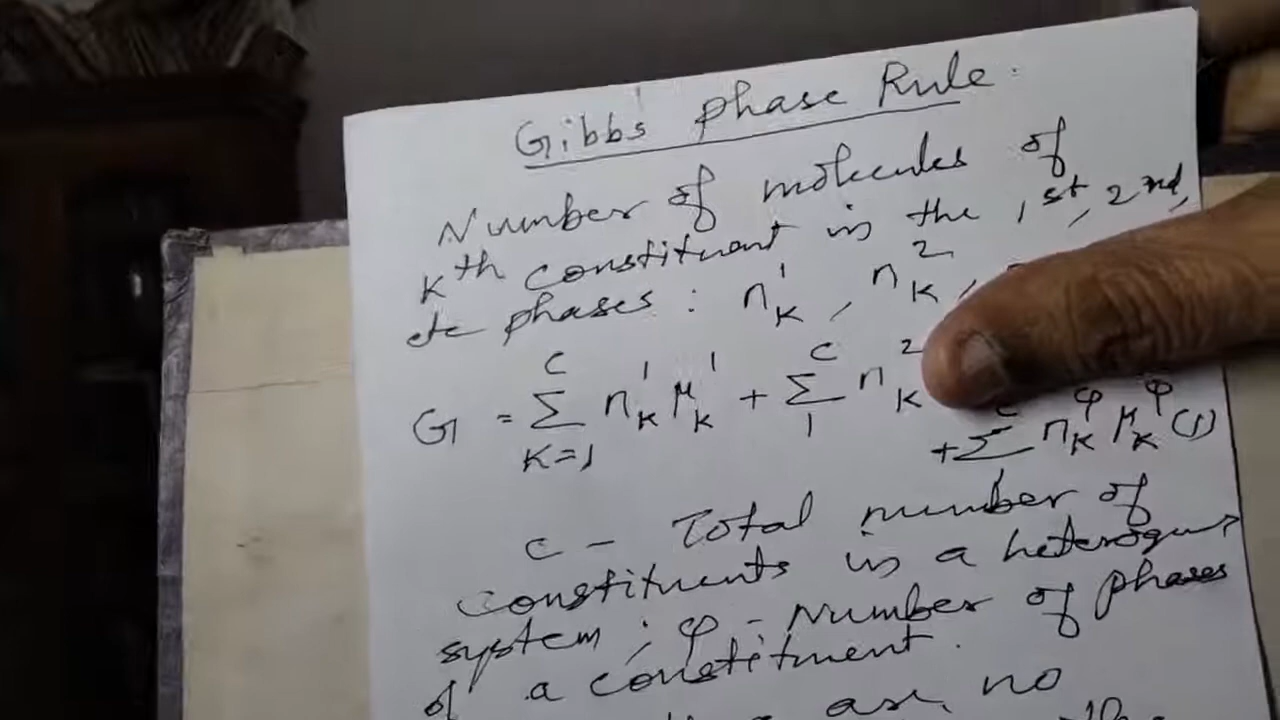 Gibbs Phase Rule.
Number of molecules of
Kth constituent in the 1st, 2nd,
etc phases : n_K^1, n_K^2,
G = Σ_{K=1}^{C} n_K^1 μ_K^1 + Σ_1^C n_K^2
+ Σ^C n_K^φ μ_K^φ (1)
C - Total number of
constituents in a
system ; φ - Number of phases
of a constituent.
are no